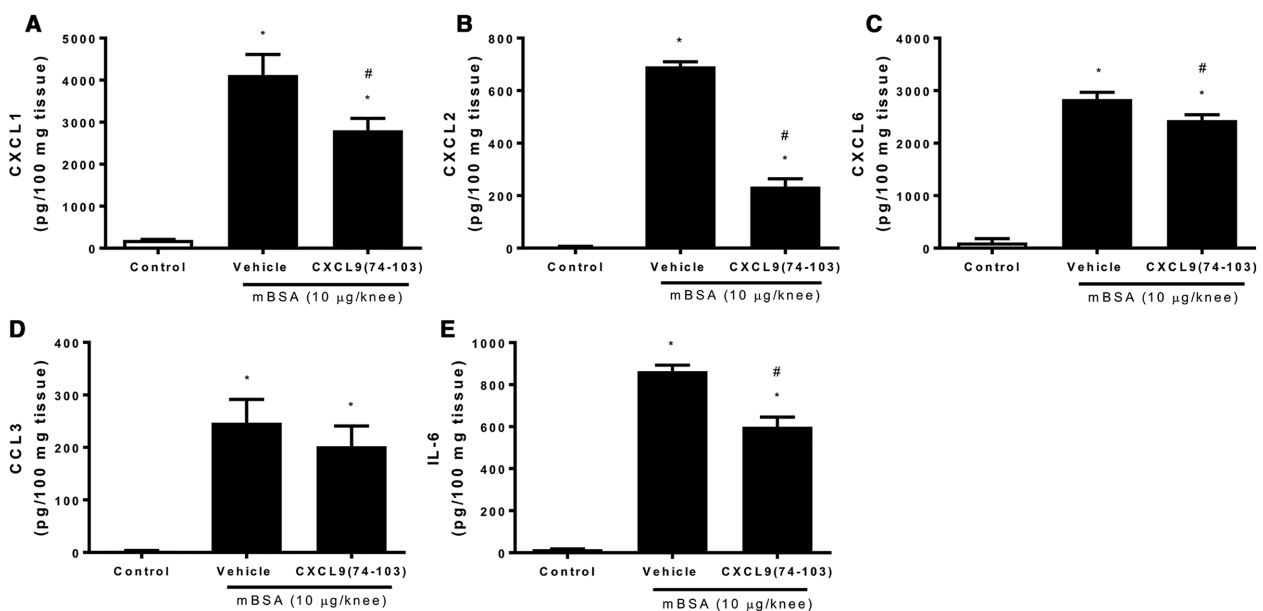 A
CXCL1
(pg/100 mg tissue)
5000
4000
3000
2000
1000
0
*
#
*
Control
Vehicle
CXCL9(74-103)
mBSA (10 μg/knee)
B
CXCL2
(pg/100 mg tissue)
800
600
400
200
0
*
#
*
Control
Vehicle
CXCL9(74-103)
mBSA (10 μg/knee)
C
CXCL6
(pg/100 mg tissue)
4000
3000
2000
1000
0
*
#
*
Control
Vehicle
CXCL9(74-103)
mBSA (10 μg/knee)
D
CCL3
(pg/100 mg tissue)
400
300
200
100
0
*
*
Control
Vehicle
CXCL9(74-103)
mBSA (10 μg/knee)
E
IL-6
(pg/100 mg tissue)
1000
800
600
400
200
0
*
#
*
Control
Vehicle
CXCL9(74-103)
mBSA (10 μg/knee)